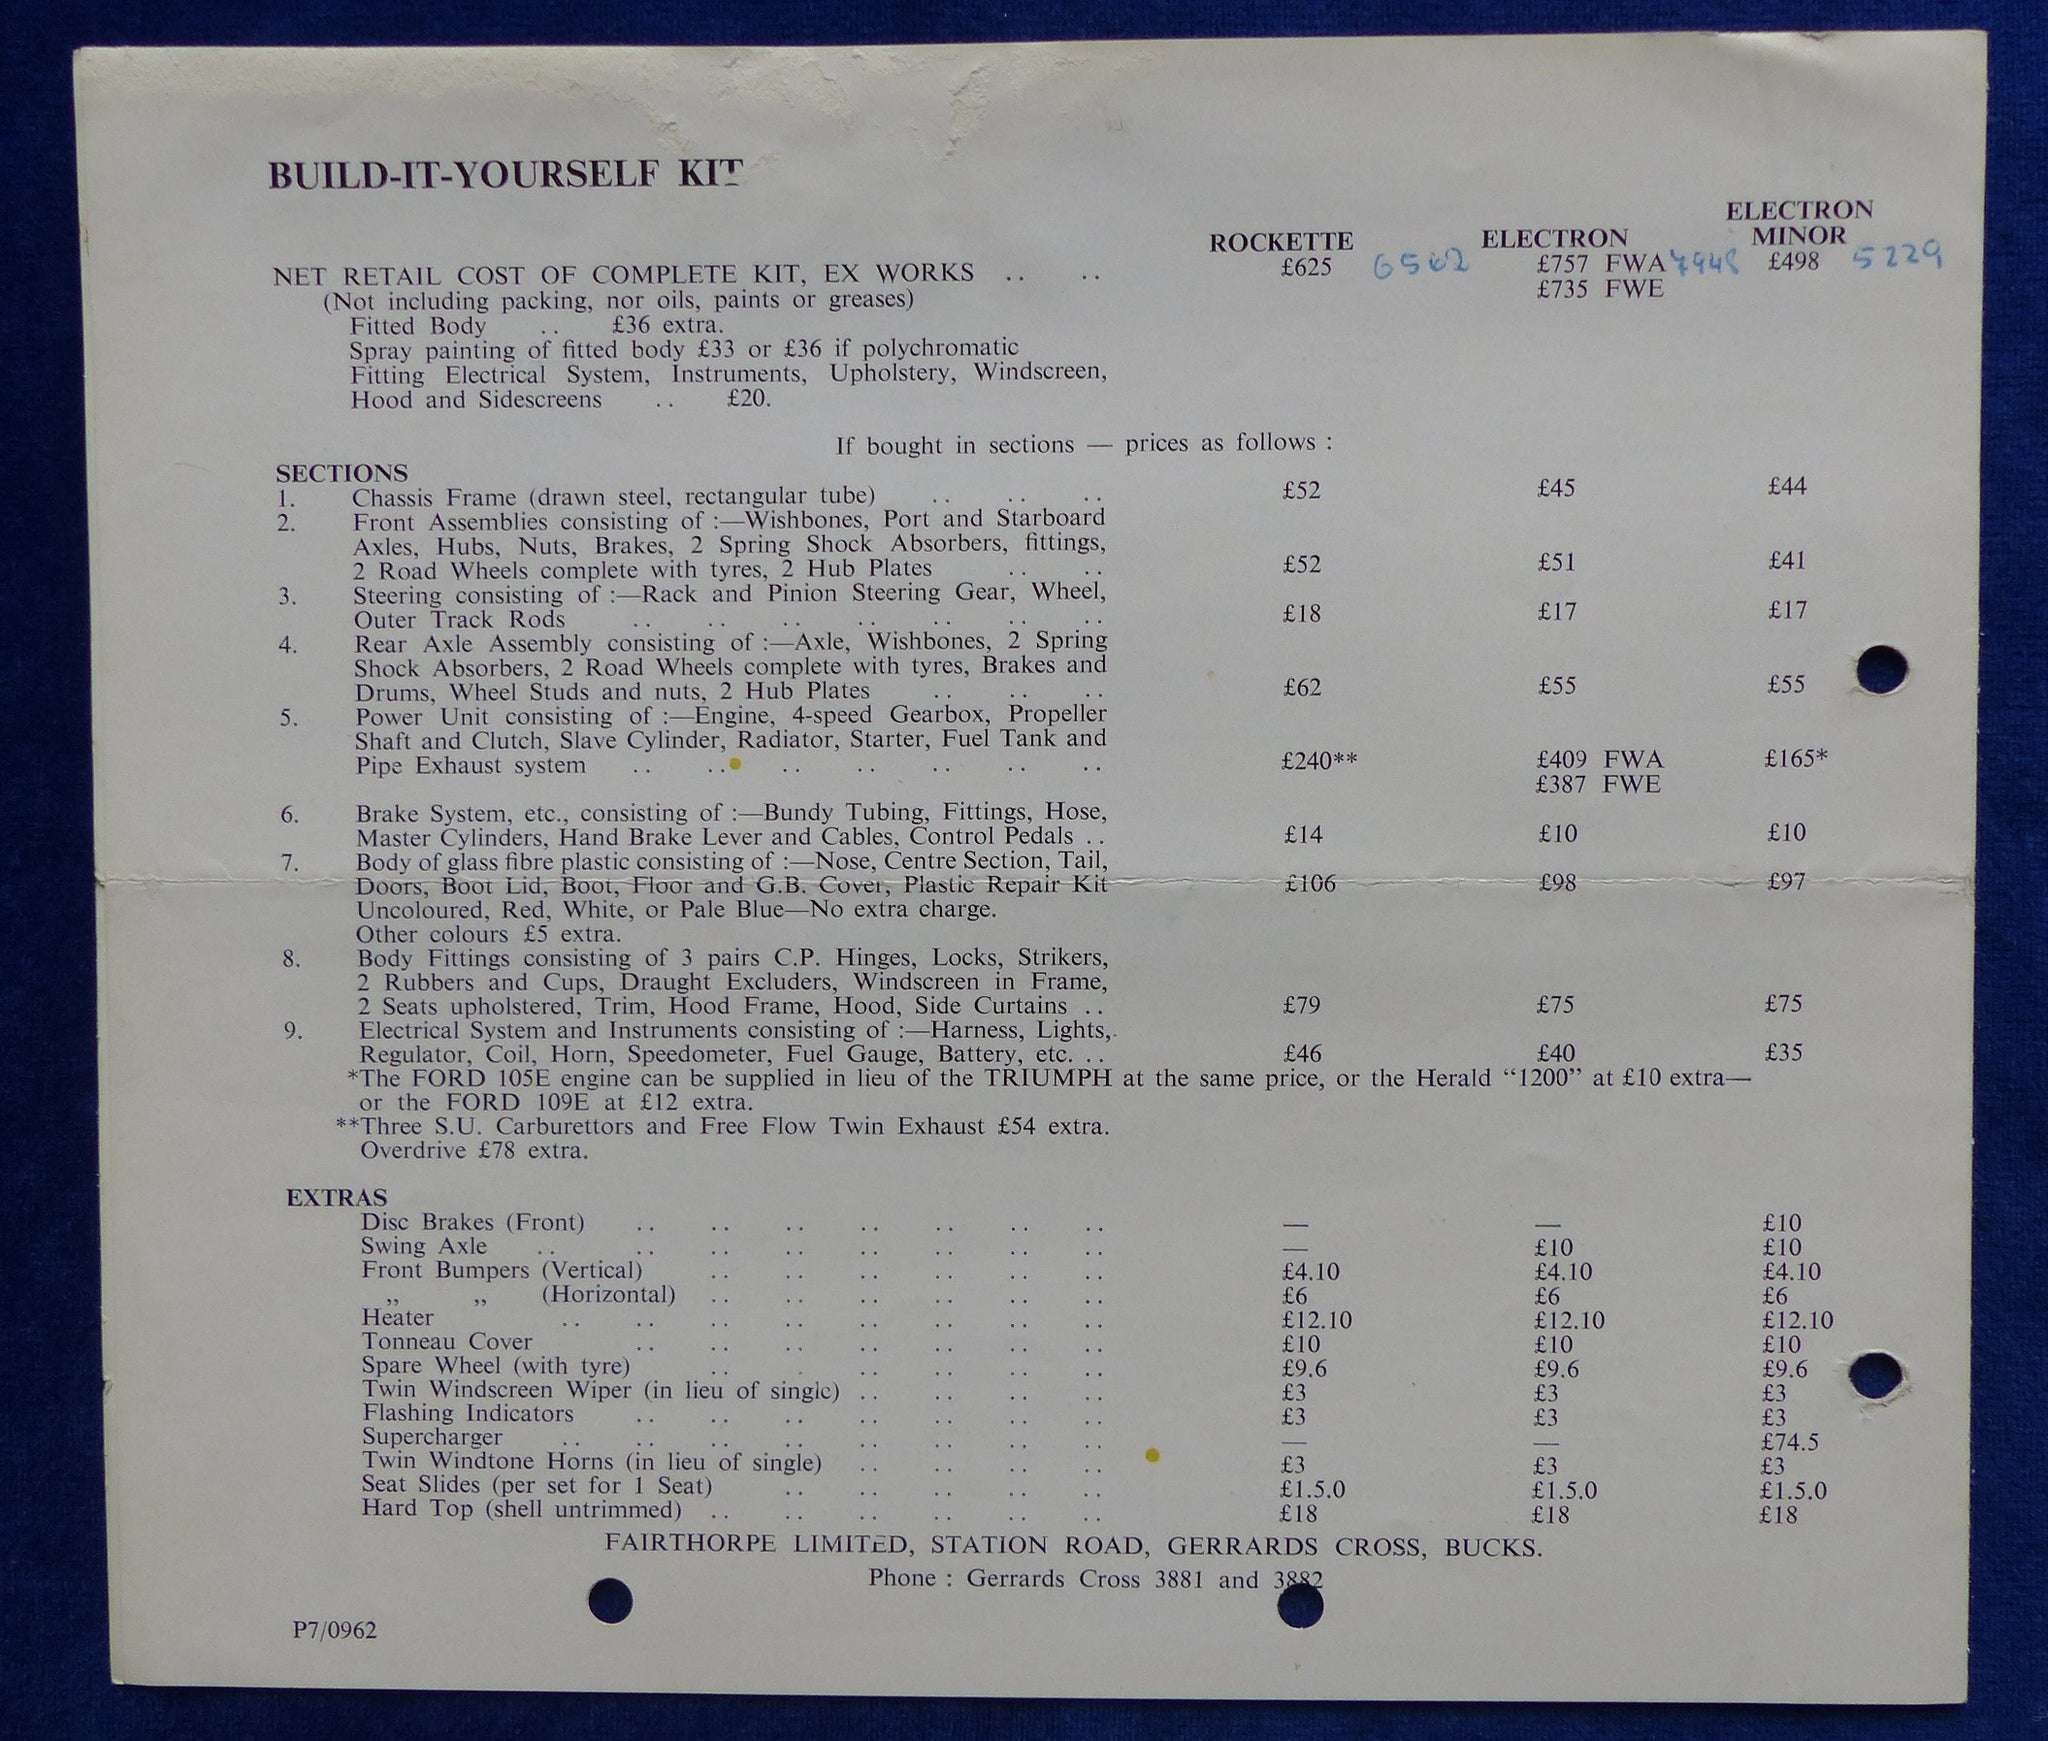 BUILD-IT-YOURSELF KIT
ELECTRON
ROCKETTE ELECTRON MINOR
NET RETAIL COST OF COMPLETE KIT, EX WORKS .. .. £625 £757 FWA 7948 £498 5229
(Not including packing, nor oils, paints or greases) £735 FWE
Fitted Body .. £36 extra.
Spray painting of fitted body £33 or £36 if polychromatic
Fitting Electrical System, Instruments, Upholstery, Windscreen,
Hood and Sidescreens .. £20.
If bought in sections — prices as follows :
SECTIONS
1. Chassis Frame (drawn steel, rectangular tube) .. .. .. £52 £45 £44
2. Front Assemblies consisting of :—Wishbones, Port and Starboard
Axles, Hubs, Nuts, Brakes, 2 Spring Shock Absorbers, fittings,
2 Road Wheels complete with tyres, 2 Hub Plates .. .. £52 £51 £41
3. Steering consisting of :—Rack and Pinion Steering Gear, Wheel,
Outer Track Rods .. .. .. .. .. .. .. £18 £17 £17
4. Rear Axle Assembly consisting of :—Axle, Wishbones, 2 Spring
Shock Absorbers, 2 Road Wheels complete with tyres, Brakes and
Drums, Wheel Studs and nuts, 2 Hub Plates .. .. .. £62 £55 £55
5. Power Unit consisting of :—Engine, 4-speed Gearbox, Propeller
Shaft and Clutch, Slave Cylinder, Radiator, Starter, Fuel Tank and
Pipe Exhaust system .. .. .. .. .. .. .. £240** £409 FWA £165*
£387 FWE
6. Brake System, etc., consisting of :—Bundy Tubing, Fittings, Hose,
Master Cylinders, Hand Brake Lever and Cables, Control Pedals .. £14 £10 £10
7. Body of glass fibre plastic consisting of :—Nose, Centre Section, Tail,
Doors, Boot Lid, Boot, Floor and G.B. Cover, Plastic Repair Kit £106 £98 £97
Uncoloured, Red, White, or Pale Blue—No extra charge.
Other colours £5 extra.
8. Body Fittings consisting of 3 pairs C.P. Hinges, Locks, Strikers,
2 Rubbers and Cups, Draught Excluders, Windscreen in Frame,
2 Seats upholstered, Trim, Hood Frame, Hood, Side Curtains .. £79 £75 £75
9. Electrical System and Instruments consisting of :—Harness, Lights,
Regulator, Coil, Horn, Speedometer, Fuel Gauge, Battery, etc. .. £46 £40 £35
*The FORD 105E engine can be supplied in lieu of the TRIUMPH at the same price, or the Herald “1200” at £10 extra—
or the FORD 109E at £12 extra.
**Three S.U. Carburettors and Free Flow Twin Exhaust £54 extra.
Overdrive £78 extra.
EXTRAS
Disc Brakes (Front) .. .. .. .. .. .. .. — — £10
Swing Axle .. .. .. .. .. .. .. .. — £10 £10
Front Bumpers (Vertical) .. .. .. .. .. .. £4.10 £4.10 £4.10
„ „ (Horizontal) .. .. .. .. .. .. £6 £6 £6
Heater .. .. .. .. .. .. .. .. £12.10 £12.10 £12.10
Tonneau Cover .. .. .. .. .. .. .. £10 £10 £10
Spare Wheel (with tyre) .. .. .. .. .. .. £9.6 £9.6 £9.6
Twin Windscreen Wiper (in lieu of single) .. .. .. .. £3 £3 £3
Flashing Indicators .. .. .. .. .. .. .. £3 £3 £3
Supercharger .. .. .. .. .. .. .. .. — — £74.5
Twin Windtone Horns (in lieu of single) .. .. .. .. £3 £3 £3
Seat Slides (per set for 1 Seat) .. .. .. .. .. £1.5.0 £1.5.0 £1.5.0
Hard Top (shell untrimmed) .. .. .. .. .. .. £18 £18 £18
FAIRTHORPE LIMITED, STATION ROAD, GERRARDS CROSS, BUCKS.
Phone : Gerrards Cross 3881 and 3882
P7/0962